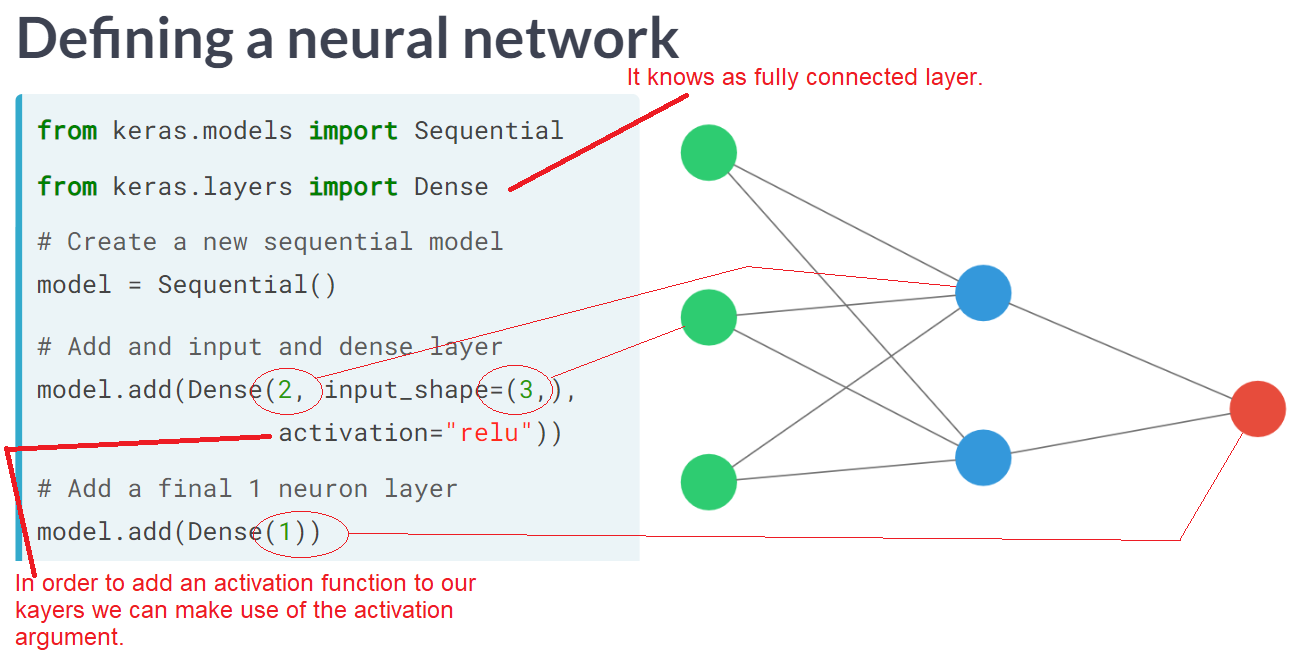 Defining a neural network
It knows as fully connected layer.
from keras.models import Sequential
from keras.layers import Dense
# Create a new sequential model
model = Sequential()
# Add and input and dense layer
model.add(Dense(2, input_shape=(3,),
activation="relu"))
# Add a final 1 neuron layer
model.add(Dense(1))
In order to add an activation function to our
kayers we can make use of the activation
argument.